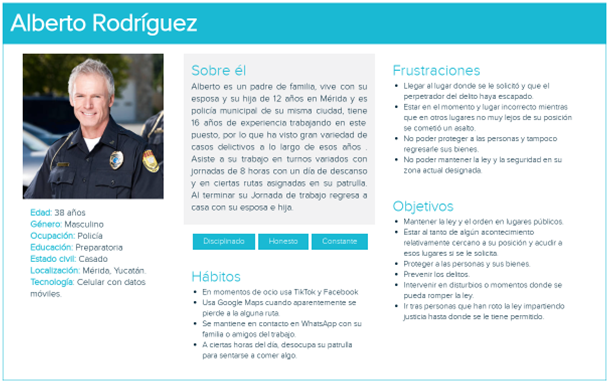 Alberto Rodríguez
Edad: 38 años
Género: Masculino
Ocupación: Policía
Educación: Preparatoria
Estado civil: Casado
Localización: Mérida, Yucatán.
Tecnología: Celular con datos
móviles.
Sobre él
Alberto es un padre de familia, vive con su
esposa y su hija de 12 años en Mérida y es
policía municipal de su misma ciudad, tiene
16 años de experiencia trabajando en este
puesto, por lo que ha visto gran variedad de
casos delictivos a lo largo de esos años .
Asiste a su trabajo en turnos variados con
jornadas de 8 horas con un día de descanso
y en ciertas rutas asignadas en su patrulla.
Al terminar su Jornada de trabajo regresa a
casa con su esposa e hija.
Disciplinado
Honesto
Constante
Hábitos
• En momentos de ocio usa TikTok y Facebook
• Usa Google Maps cuando aparentemente se
pierde a la alguna ruta.
• Se mantiene en contacto en WhatsApp con su
familia o amigos del trabajo.
• A ciertas horas del día, desocupa su patrulla
para sentarse a comer algo.
Frustraciones
• Llegar al lugar donde se le solicitó y que el
perpetrador del delito haya escapado.
• Estar en el momento y lugar incorrecto mientras
que en otros lugares no muy lejos de su posición
se cometió un asalto.
• No poder proteger a las personas y tampoco
regresarle sus bienes.
• No poder mantener la ley y la seguridad en su
zona actual designada.
Objetivos
• Mantener la ley y el orden en lugares públicos.
• Estar al tanto de algún acontecimiento
relativamente cercano a su posición y acudir a
esos lugares si se le solicita.
• Proteger a las personas y sus bienes.
• Prevenir los delitos.
• Intervenir en disturbios o momentos donde se
pueda romper la ley.
• Ir tras personas que han roto la ley impartiendo
justicia hasta donde se le tiene permitido.